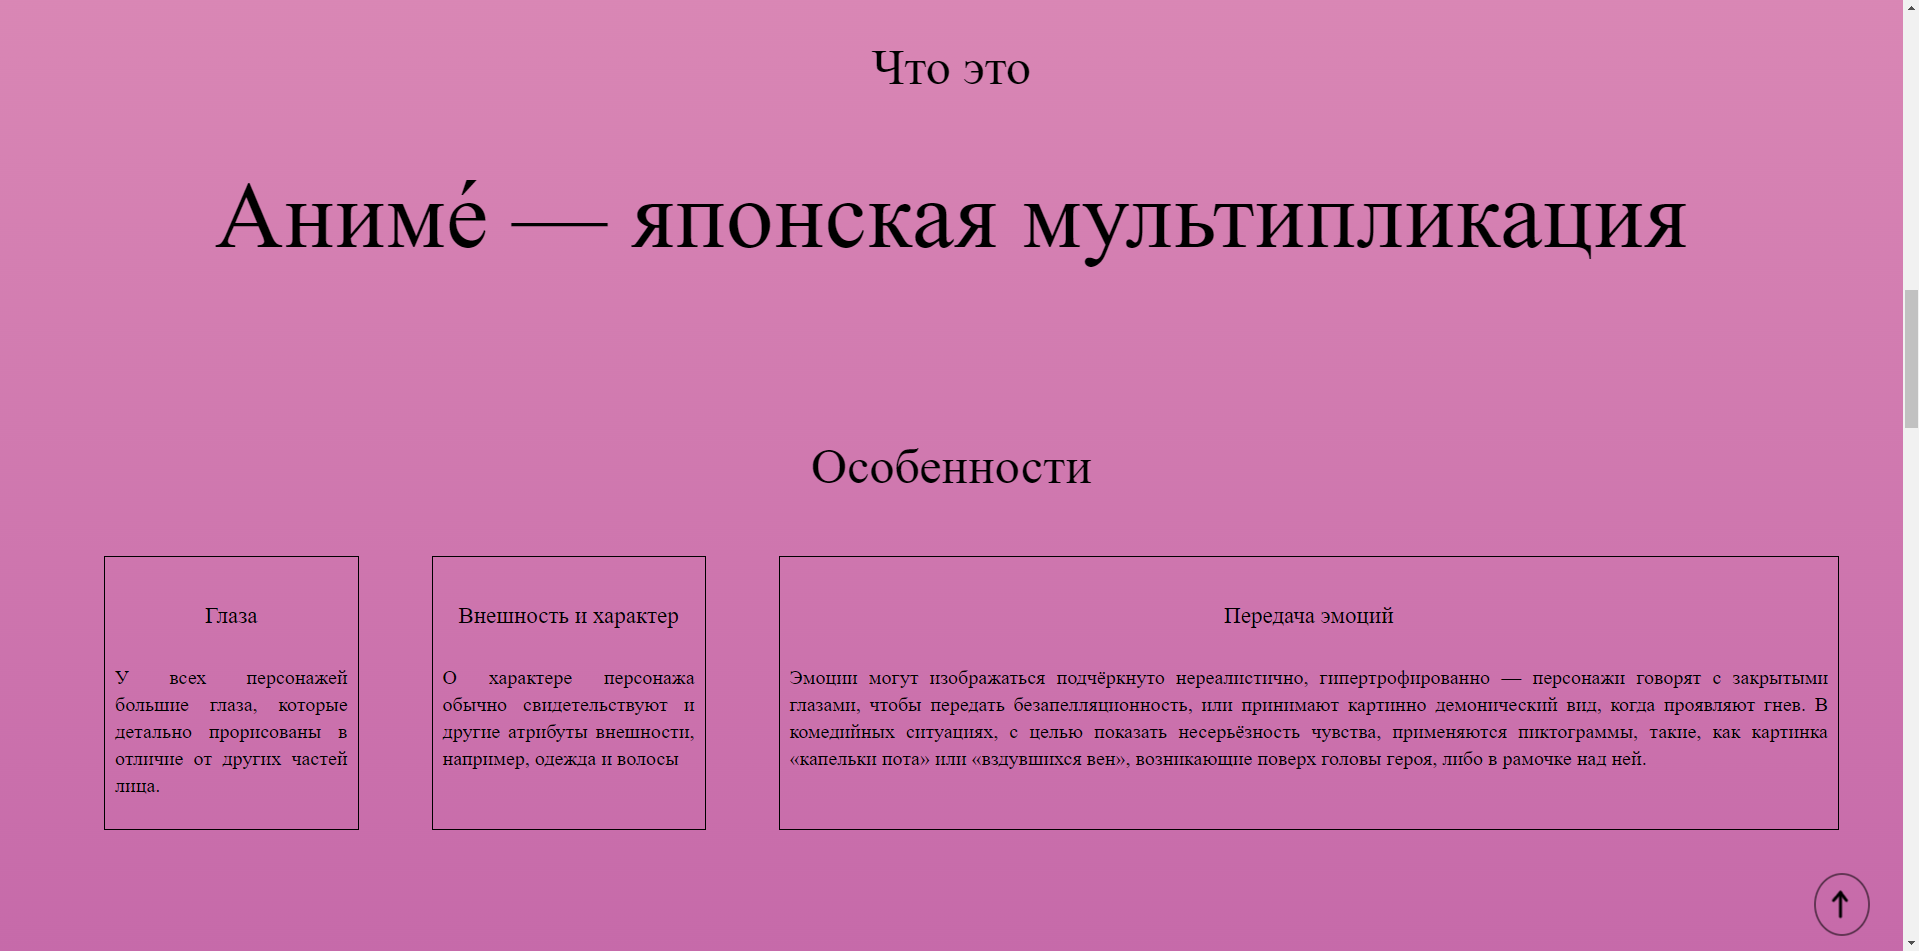 Что это
Аниме́ — японская мультипликация
Особенности
Глаза
У всех персонажей
большие глаза, которые
детально прорисованы в
отличие от других частей
лица.
Внешность и характер
О характере персонажа
обычно свидетельствуют и
другие атрибуты внешности,
например, одежда и волосы
Передача эмоций
Эмоции могут изображаться подчёркнуто нереалистично, гипертрофированно — персонажи говорят с закрытыми
глазами, чтобы передать безапелляционность, или принимают картинно демонический вид, когда проявляют гнев. В
комедийных ситуациях, с целью показать несерьёзность чувства, применяются пиктограммы, такие, как картинка
«капельки пота» или «вздувшихся вен», возникающие поверх головы героя, либо в рамочке над ней.